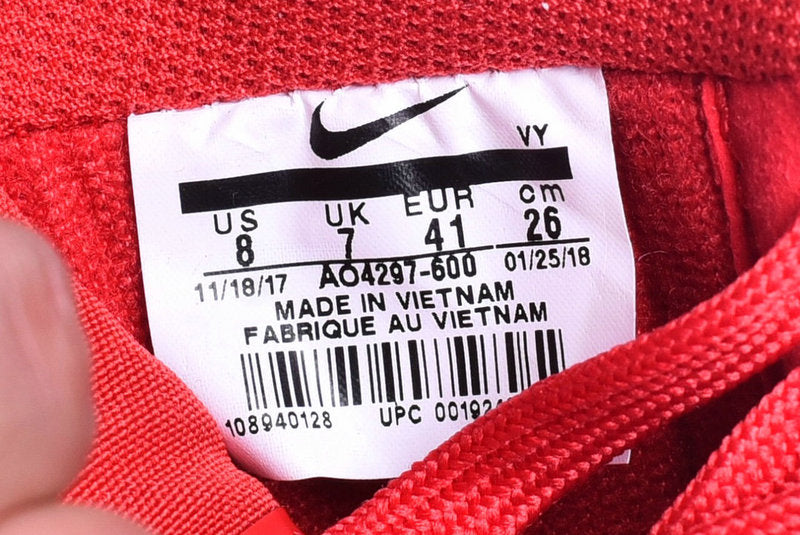 VY
US UK EUR cm
8 7 41 26
11/18/17 AO4297-600 01/25/18
MADE IN VIETNAM
FABRIQUE AU VIETNAM
108940128 UPC